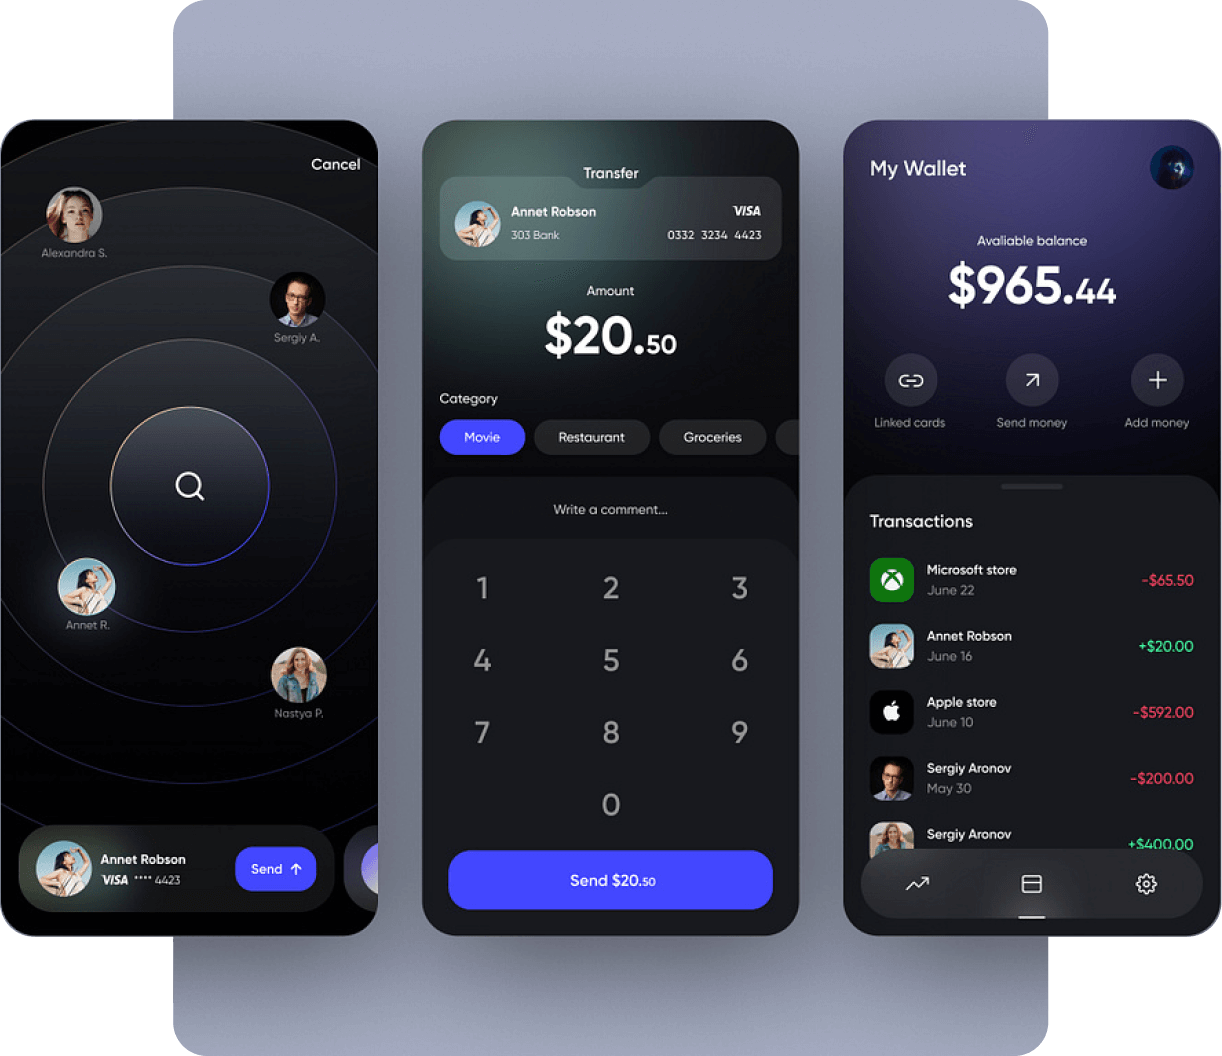 Cancel
Alexandra S.
Sergiy A.
Annet R.
Nastya P.
Annet Robson
VISA **** 4423
Send
Transfer
Annet Robson
VISA
303 Bank
0332 3234 4423
Amount
$20.50
Category
Movie
Restaurant
Groceries
Write a comment...
1 2 3
4 5 6
7 8 9
0
Send $20.50
My Wallet
Avaliable balance
$965.44
Linked cards
Send money
Add money
Transactions
Microsoft store
June 22
-$65.50
Annet Robson
June 16
+$20.00
Apple store
June 10
-$592.00
Sergiy Aronov
May 30
-$200.00
Sergiy Aronov
+$400.00